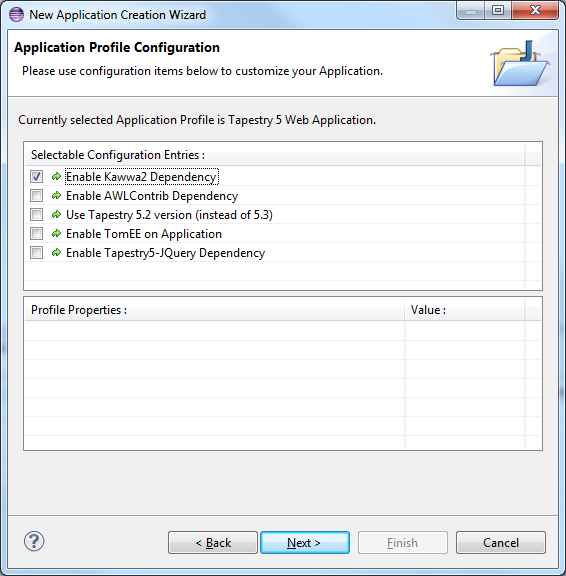 New Application Creation Wizard
Application Profile Configuration
Please use configuration items below to customize your Application.
Currently selected Application Profile is Tapestry 5 Web Application.
Selectable Configuration Entries :
Enable Kawwa2 Dependency
Enable AWLContrib Dependency
Use Tapestry 5.2 version (instead of 5.3)
Enable TomEE on Application
Enable Tapestry5-JQuery Dependency
Profile Properties : Value :
? < Back Next > Finish Cancel